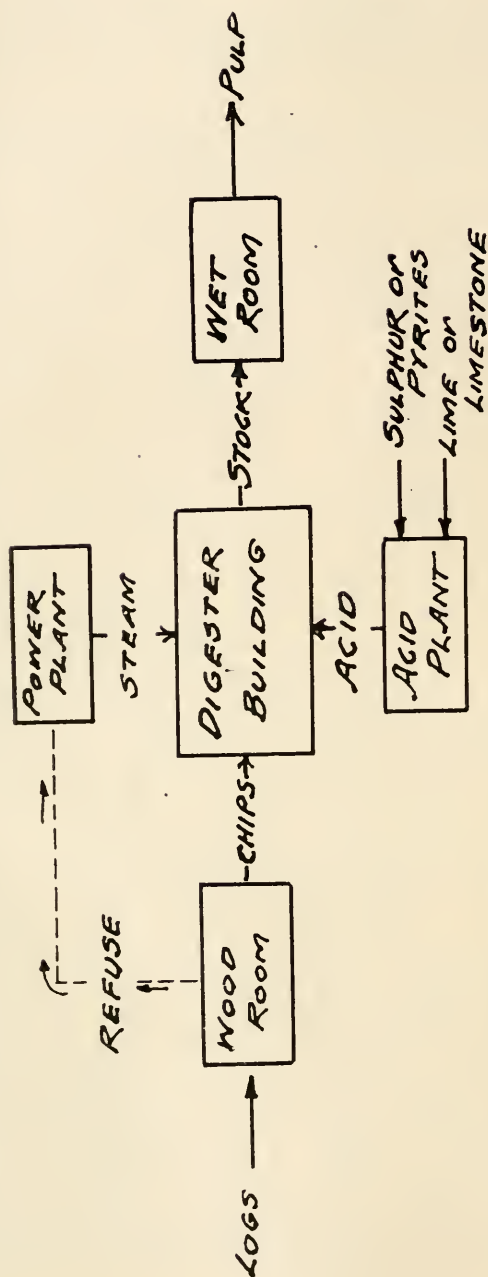 POWER
PLANT
STEAM
REFUSE
LOGS
WOOD
ROOM
CHIPS
DIGESTER
BUILDING
STOCK
WET
ROOM
PULP
ACID
ACID
PLANT
SULPHUR or
PYRITES
LIME or
LIMESTONE